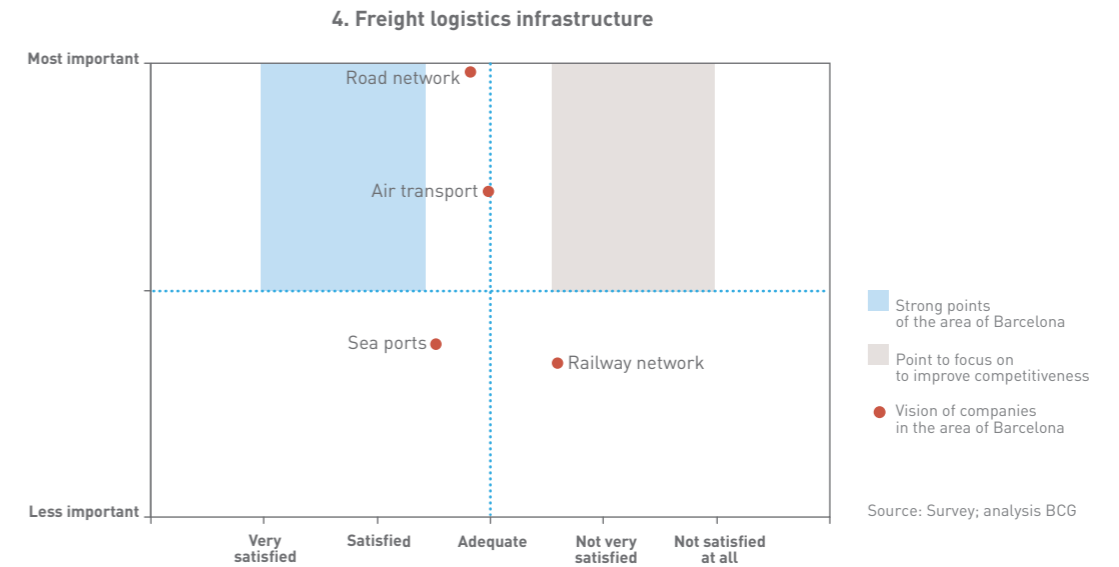 4. Freight logistics infrastructure
Most important
Road network
Air transport
Sea ports
Railway network
Less important
Very
satisfied
Satisfied
Adequate
Not very
satisfied
Not satisfied
at all
Strong points
of the area of Barcelona
Point to focus on
to improve competitiveness
Vision of companies
in the area of Barcelona
Source: Survey; analysis BCG